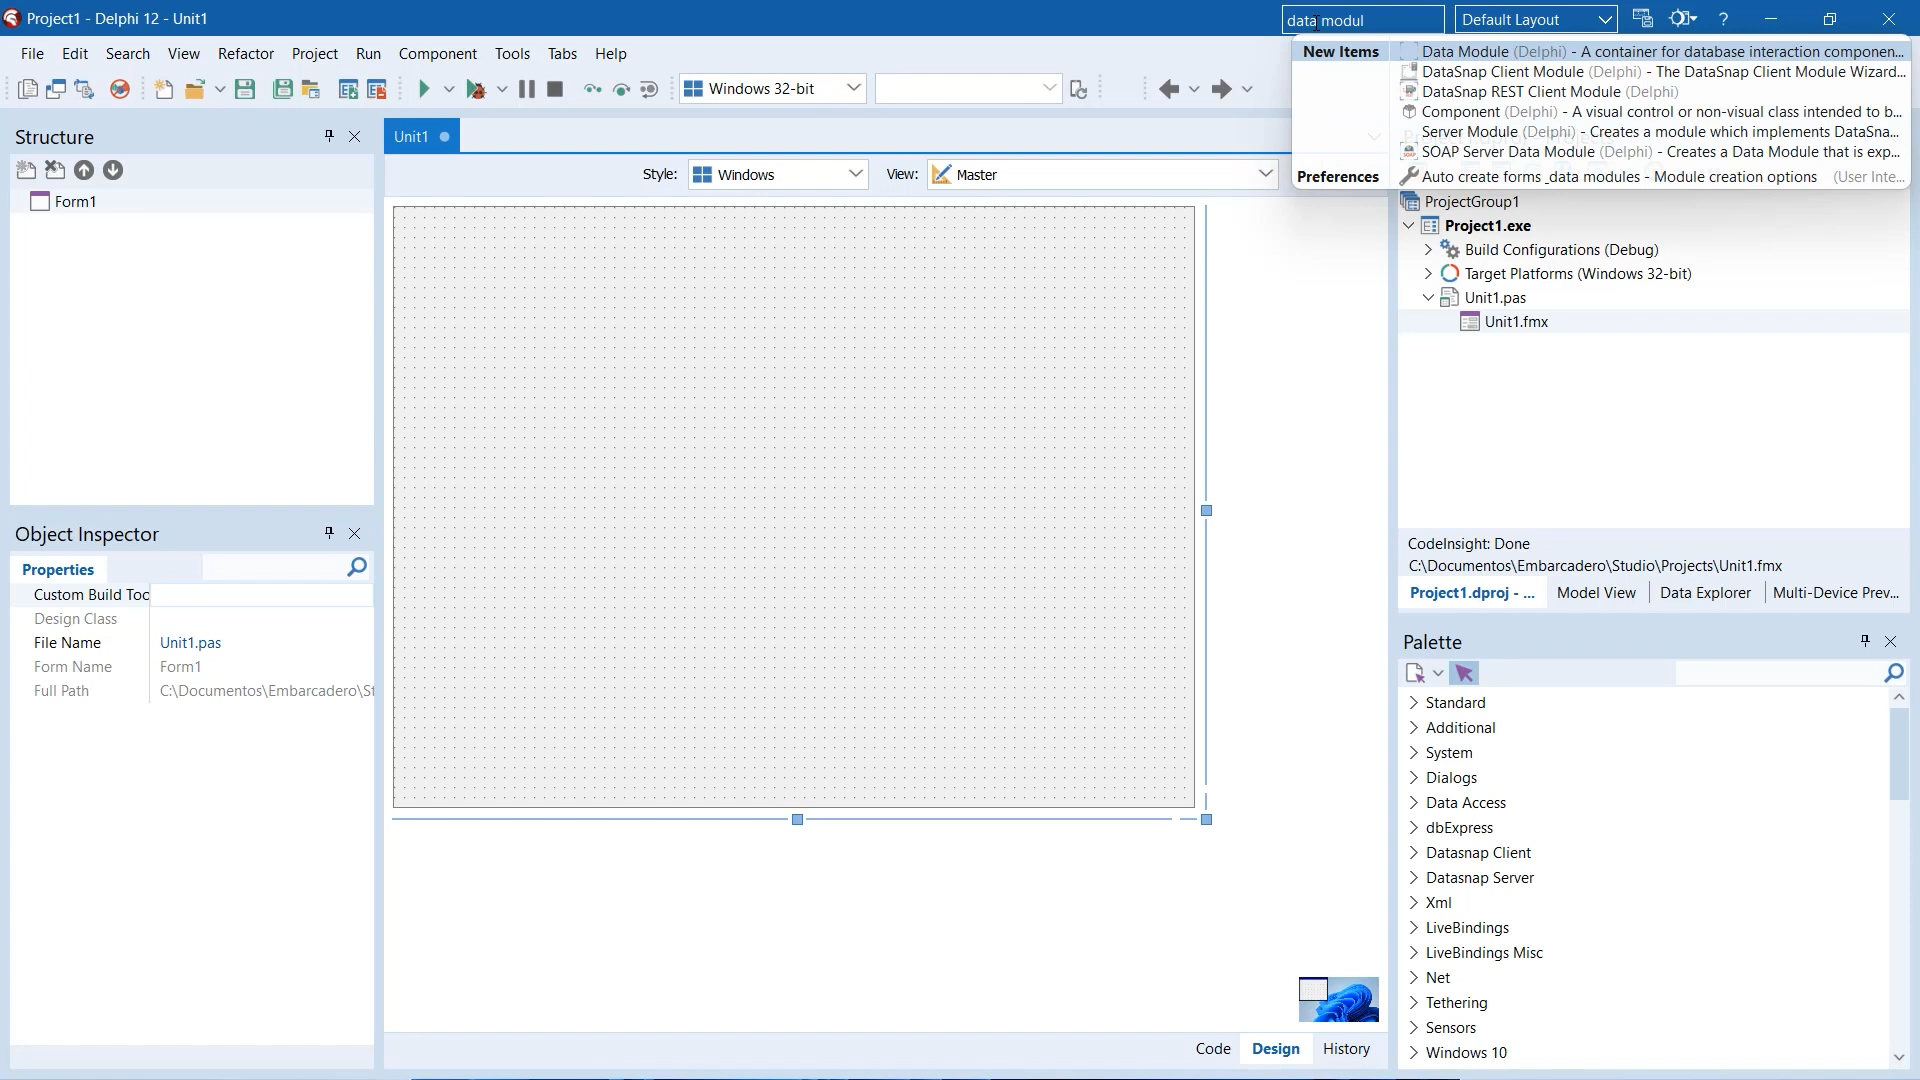 Project1 - Delphi 12 - Unit1
data modul
Default Layout
?
File Edit Search View Refactor Project Run Component Tools Tabs Help
New Items
Data Module (Delphi) - A container for database interaction componen...
DataSnap Client Module (Delphi) - The DataSnap Client Module Wizard...
DataSnap REST Client Module (Delphi)
Component (Delphi) - A visual control or non-visual class intended to b...
Server Module (Delphi) - Creates a module which implements DataSna...
SOAP Server Data Module (Delphi) - Creates a Data Module that is exp...
Preferences
Auto create forms _data modules - Module creation options (User Inte...
Windows 32-bit
Structure
Form1
Unit1
Style: Windows
View: Master
ProjectGroup1
Project1.exe
Build Configurations (Debug)
Target Platforms (Windows 32-bit)
Unit1.pas
Unit1.fmx
Object Inspector
Properties
Custom Build Too
Design Class
File Name Unit1.pas
Form Name Form1
Full Path C:\Documentos\Embarcadero\St
CodeInsight: Done
C:\Documentos\Embarcadero\Studio\Projects\Unit1.fmx
Project1.dproj - ... Model View Data Explorer Multi-Device Prev...
Palette
Standard
Additional
System
Dialogs
Data Access
dbExpress
Datasnap Client
Datasnap Server
Xml
LiveBindings
LiveBindings Misc
Net
Tethering
Sensors
Windows 10
Code Design History